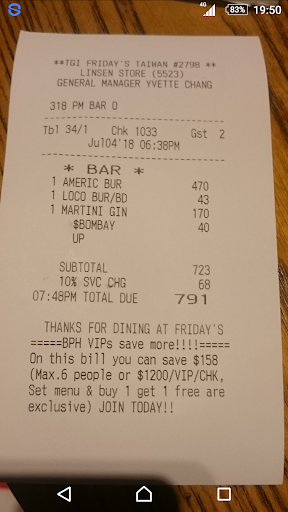 4G 83% 19:50
**TGI FRIDAY'S TAIWAN #2798 **
LINSEN STORE (5523)
GENERAL MANAGER YVETTE CHANG
318 PM BAR O
Tbl 34/1 Chk 1033 Gst 2
Jul04'18 06:38PM
* BAR *
1 AMERIC BUR 470
1 LOCO BUR/BD 43
1 MARTINI GIN 170
$BOMBAY 40
UP
SUBTOTAL 723
10% SVC CHG 68
07:48PM TOTAL DUE 791
THANKS FOR DINING AT FRIDAY'S
=====BPH VIPs save more!!!!=====
On this bill you can save $158
(Max.6 people or $1200/VIP/CHK,
Set menu & buy 1 get 1 free are
exclusive) JOIN TODAY!!